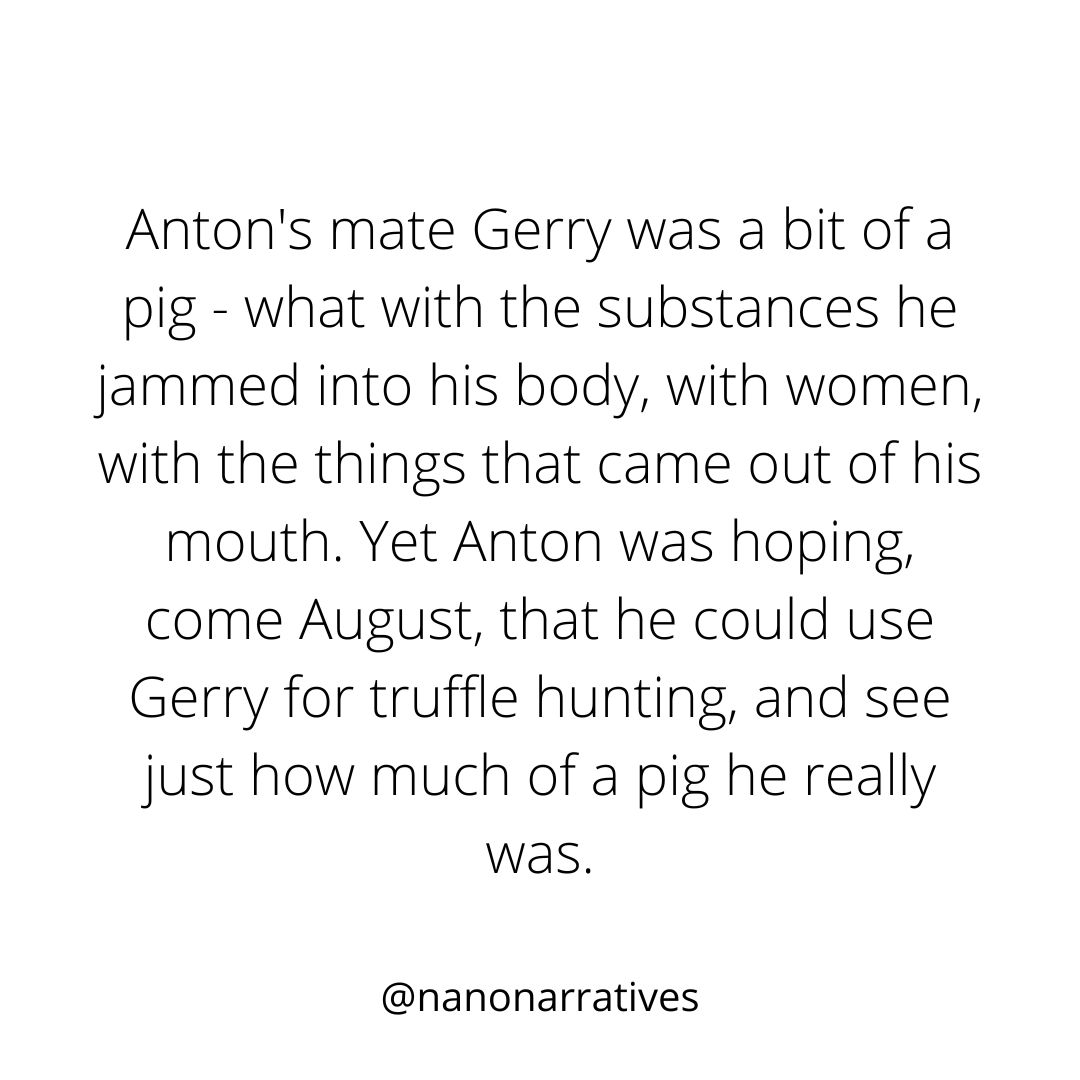 Anton's mate Gerry was a bit of a
pig - what with the substances he
jammed into his body, with women,
with the things that came out of his
mouth. Yet Anton was hoping,
come August, that he could use
Gerry for truffle hunting, and see
just how much of a pig he really
was.
@nanonarratives